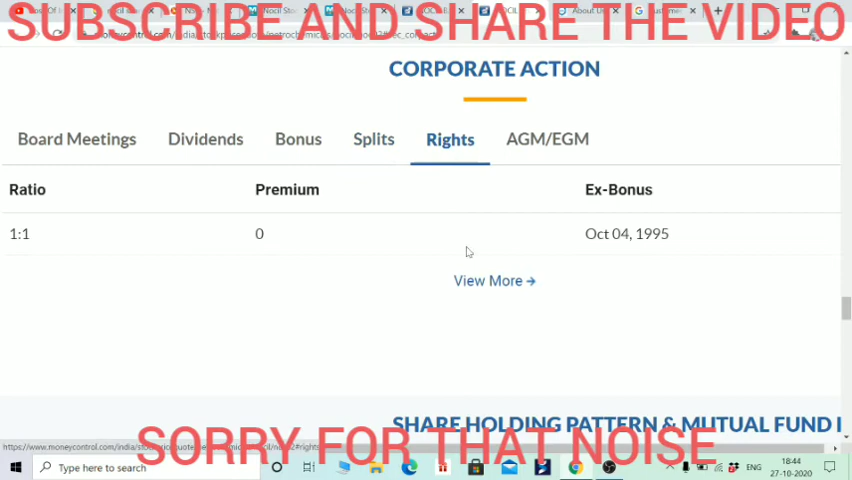 SUBSCRIBE AND SHARE THE VIDEO
CORPORATE ACTION
Board Meetings Dividends Bonus Splits Rights AGM/EGM
Ratio Premium Ex-Bonus
1:1 0 Oct 04, 1995
View More →
SHARE HOLDING PATTERN & MUTUAL FUND
SORRY FOR THAT NOISE
Type here to search
ENG
18:44
27-10-2020